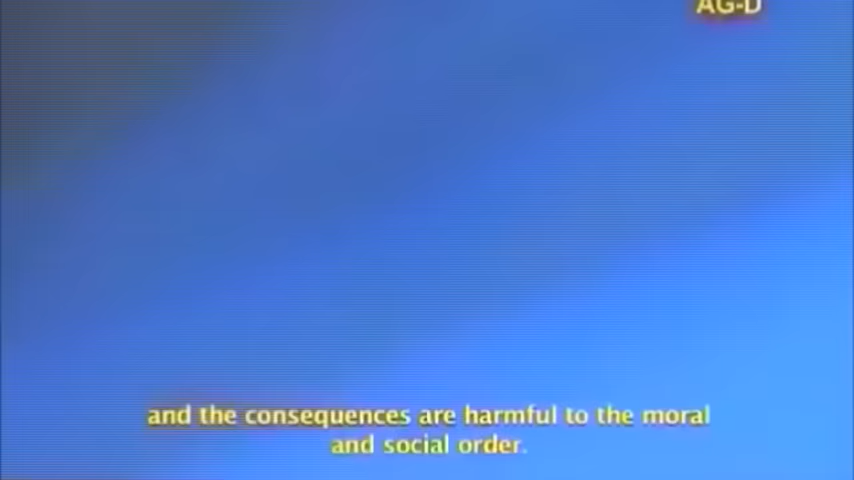 AG-D
and the consequences are harmful to the moral
and social order.